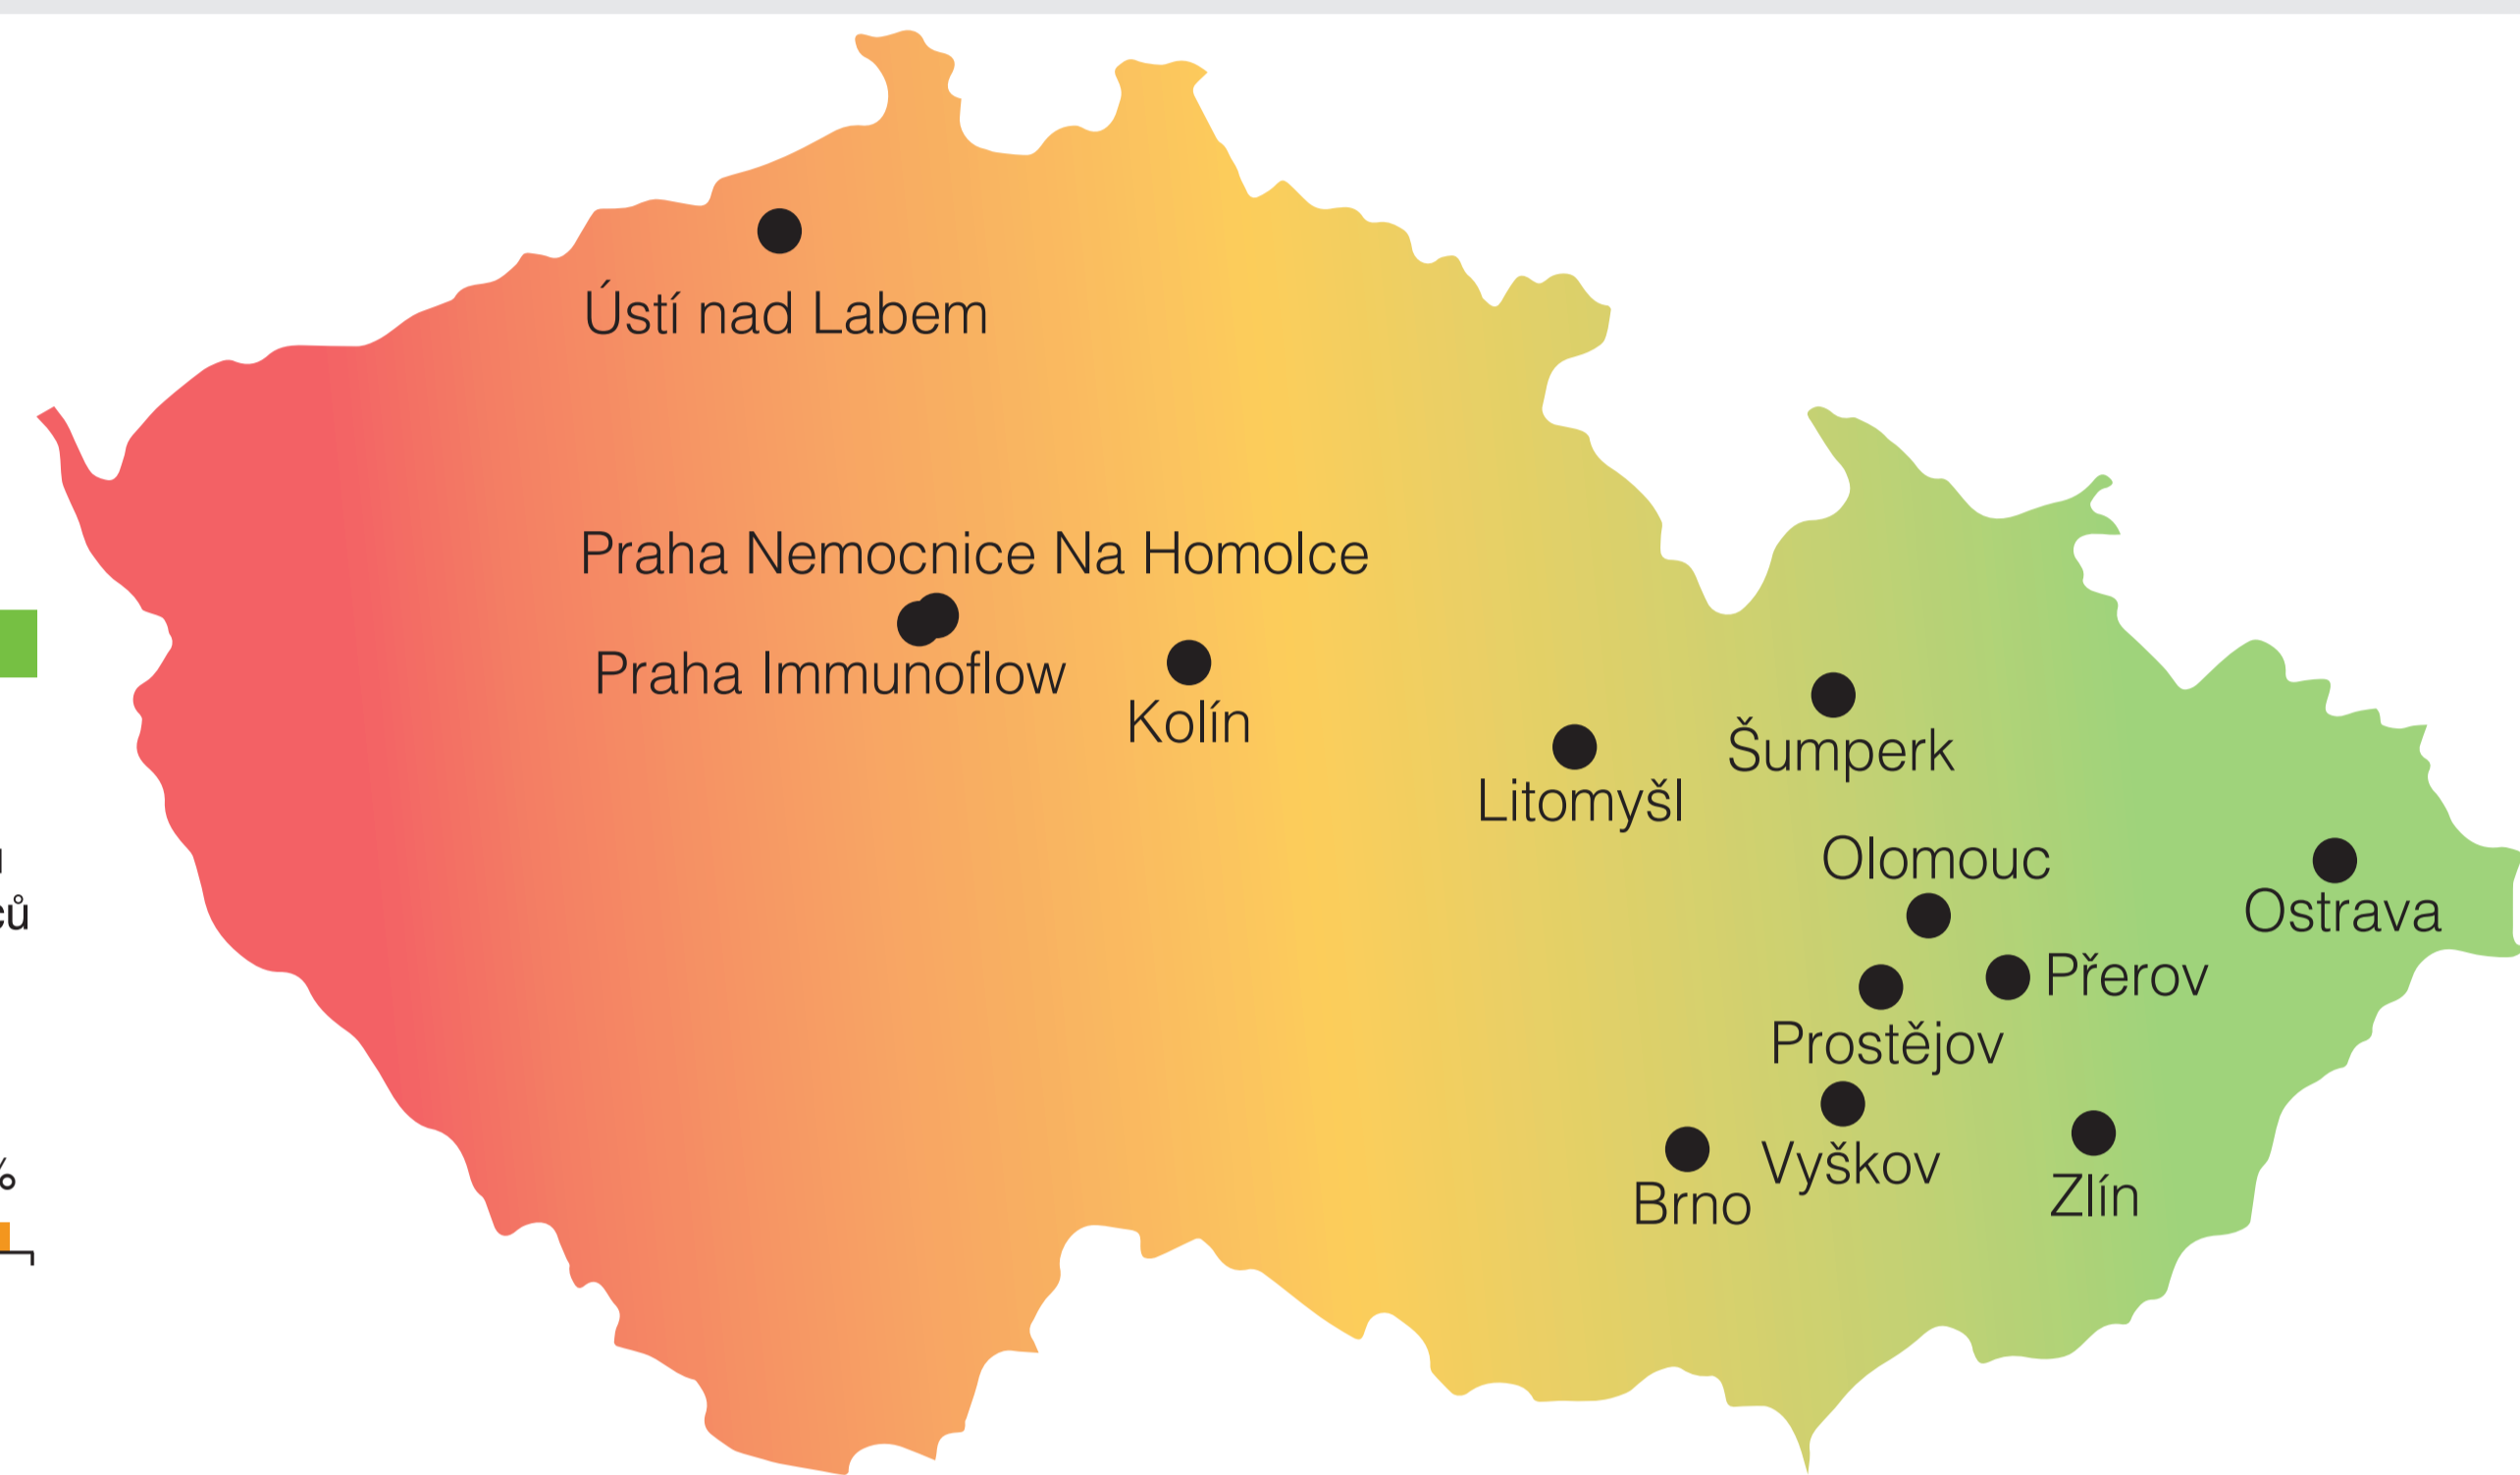 Ústí nad Labem
Praha Nemocnice Na Homolce
Praha Immunoflow
Kolín
Šumperk
Litomyšl
Olomouc
Ostrava
Přerov
Prostějov
Vyškov
Brno
Zlín
%